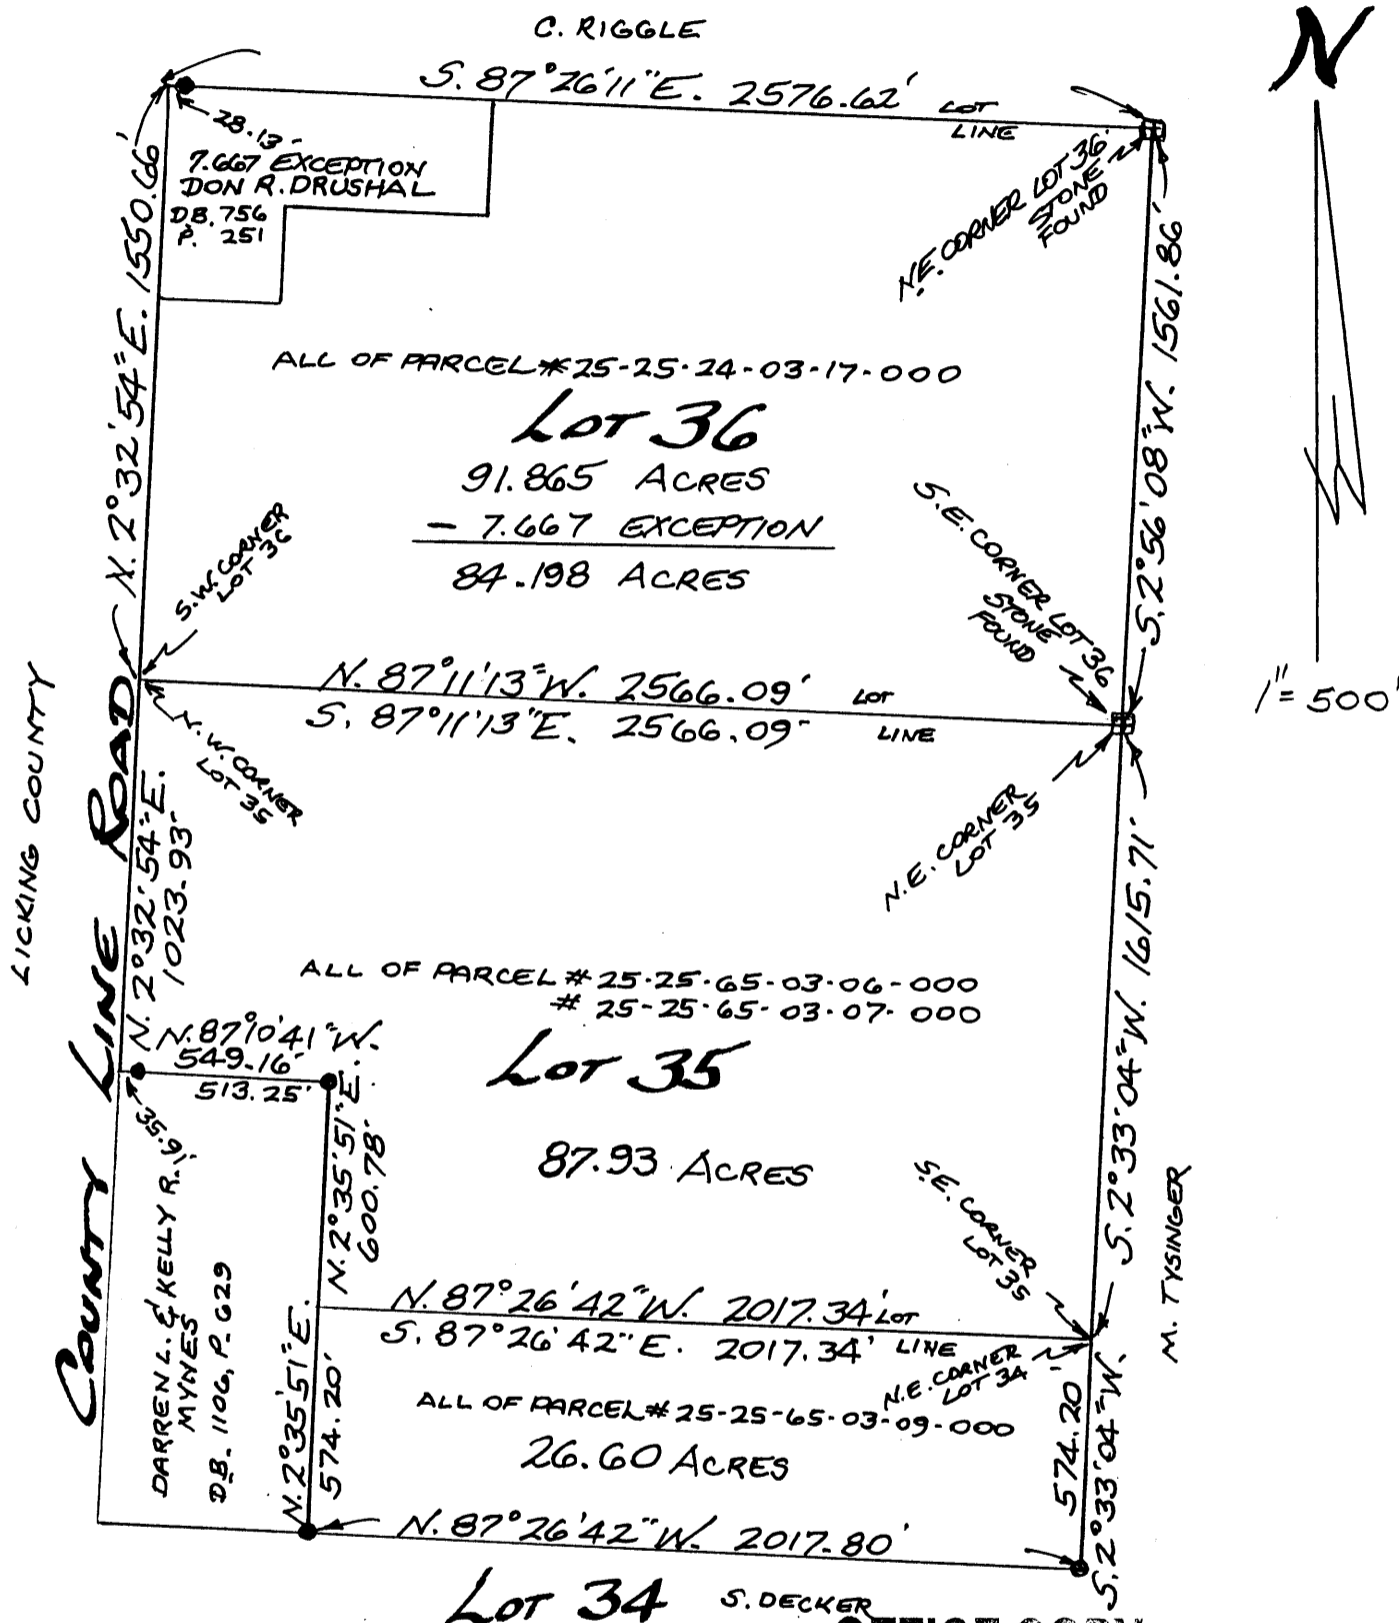 C. RIGGLE
N
S. 87°26'11"E. 2576.62'
LOT
LINE
28.13'
7.667 EXCEPTION
DON R. DRUSHAL
D.B. 756
P. 251
N.E. CORNER LOT 36
STONE
FOUND
N. 2°32'54"E. 1550.66'
S. 2°56'08"W. 1561.86'
ALL OF PARCEL # 25-25-24-03-17-000
LOT 36
91.865 ACRES
- 7.667 EXCEPTION
84.198 ACRES
S.W. CORNER
LOT 36
S.E. CORNER LOT 36
STONE
FOUND
1"= 500'
N. 87°11'13"W. 2566.09'
LOT
S. 87°11'13"E. 2566.09'
LINE
N.W. CORNER
LOT 35
N.E. CORNER
LOT 35
LICKING COUNTY
COUNTY LINE ROAD
N. 2°32'54"E.
1023.93'
S. 2°33'04"W. 1615.71'
ALL OF PARCEL # 25-25-65-03-06-000
# 25-25-65-03-07-000
N. 87°10'41"W.
549.16'
513.25'
35.91'
LOT 35
87.93 ACRES
N. 2°35'51"E.
600.78'
S.E. CORNER
LOT 35
M. TYSINGER
DARREN L. & KELLY R.
MYNES
D.B. 1106, P. 629
N. 87°26'42"W. 2017.34' LOT
S. 87°26'42"E. 2017.34' LINE
N.E. CORNER
LOT 34
N. 2°35'51"E.
574.20'
ALL OF PARCEL # 25-25-65-03-09-000
26.60 ACRES
574.20'
S. 2°33'04"W.
N. 87°26'42"W. 2017.80'
LOT 34
S. DECKER